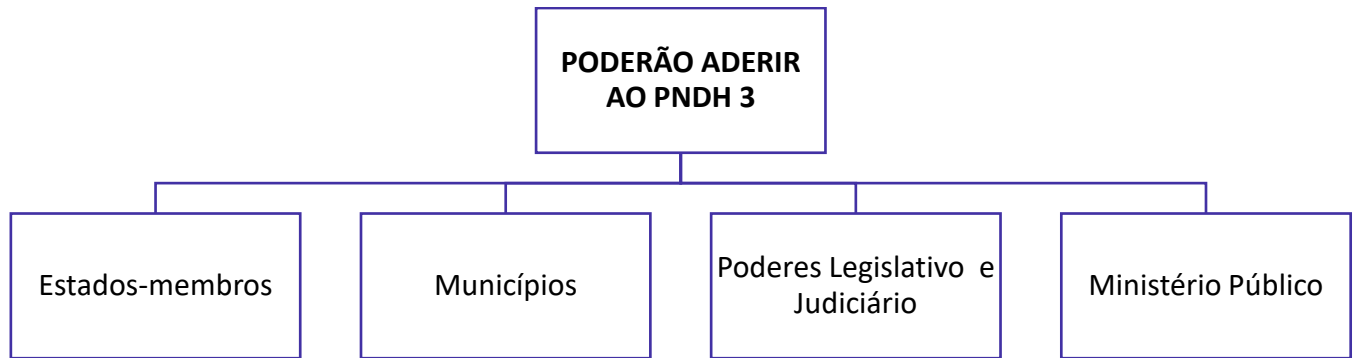 PODERÃO ADERIR
AO PNDH 3
Estados-membros
Municípios
Poderes Legislativo e
Judiciário
Ministério Público